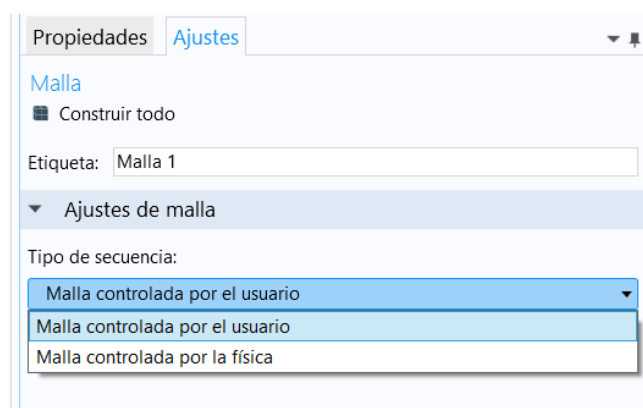 Propiedades Ajustes
Malla
Construir todo
Etiqueta: Malla 1
Ajustes de malla
Tipo de secuencia:
Malla controlada por el usuario
Malla controlada por el usuario
Malla controlada por la física